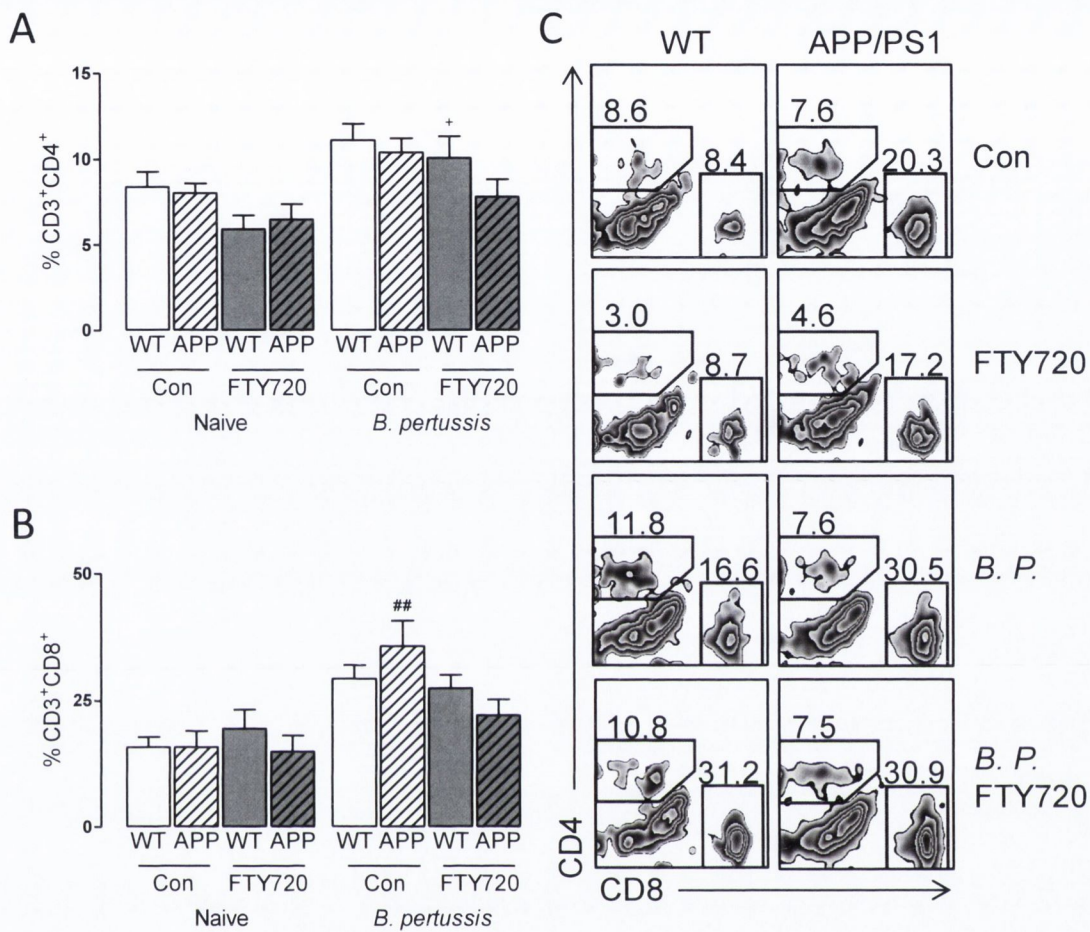 A
% CD3+CD4+
15
10
5
0
+
WT APP WT APP WT APP WT APP
Con FTY720 Con FTY720
Naive B. pertussis
B
% CD3+CD8+
50
25
0
##
WT APP WT APP WT APP WT APP
Con FTY720 Con FTY720
Naive B. pertussis
C
WT APP/PS1
8.6 8.4 7.6 20.3 Con
3.0 8.7 4.6 17.2 FTY720
11.8 16.6 7.6 30.5 B. P.
10.8 31.2 7.5 30.9 B. P.
FTY720
CD4
CD8